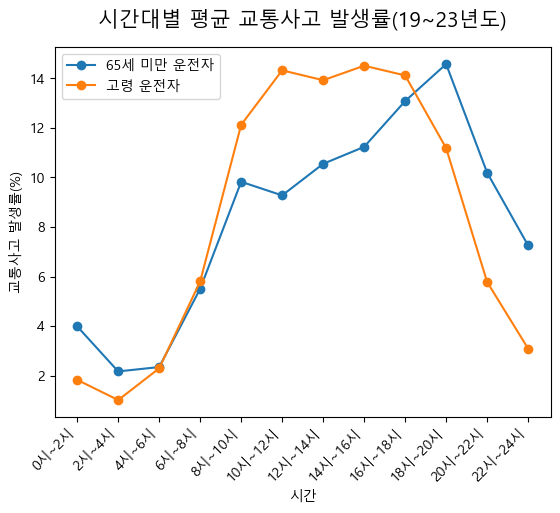 시간대별 평균 교통사고 발생률(19~23년도)
65세 미만 운전자
고령 운전자
교통사고 발생률(%)
14
12
10
8
6
4
2
0시~2시
2시~4시
4시~6시
6시~8시
8시~10시
10시~12시
12시~14시
14시~16시
16시~18시
18시~20시
20시~22시
22시~24시
시간